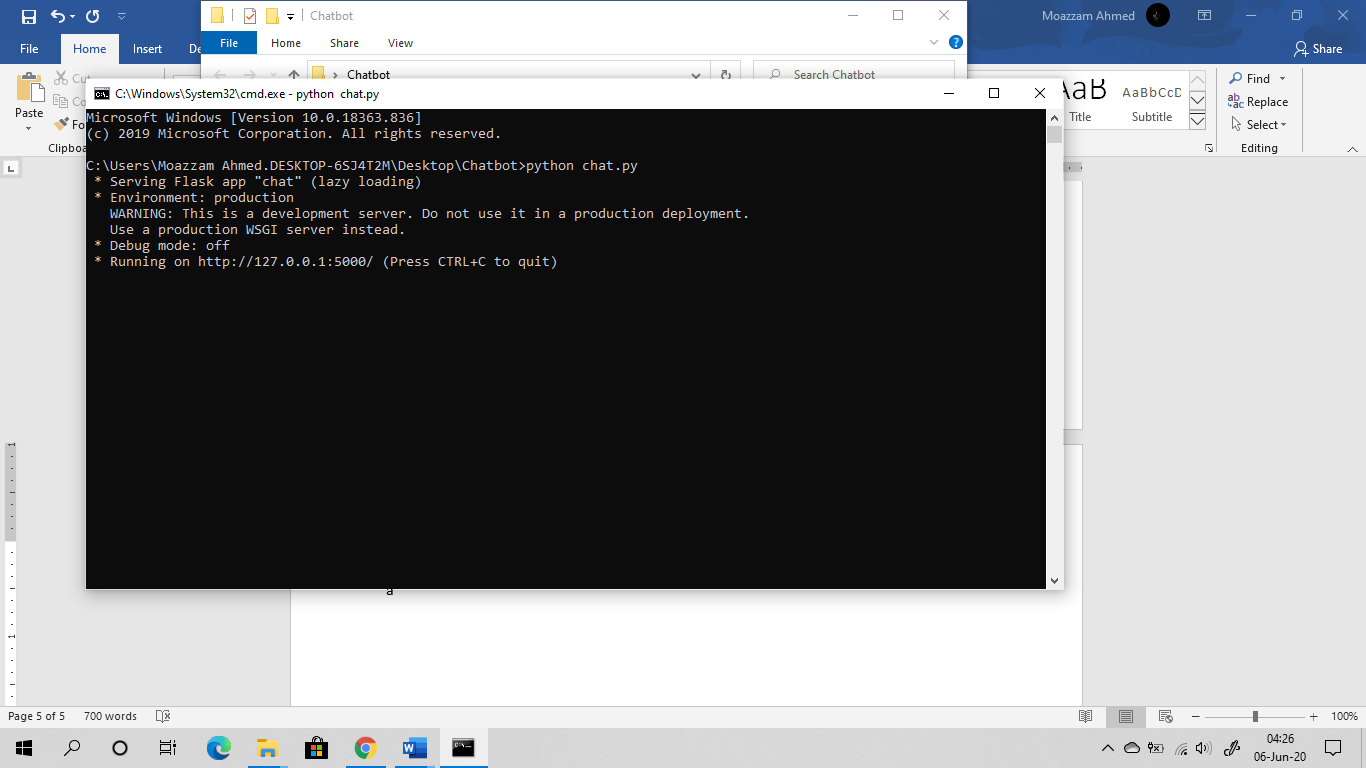 Chatbot
Moazzam Ahmed
File
Home
Insert
File
Home
Share
View
Share
Chatbot
Search Chatbot
Paste
Cut
Clipboa
Title
AaBbCcD
Subtitle
Find
Replace
Select
Editing
C:\Windows\System32\cmd.exe - python chat.py
Microsoft Windows [Version 10.0.18363.836]
(c) 2019 Microsoft Corporation. All rights reserved.
C:\Users\Moazzam Ahmed.DESKTOP-6SJ4T2M\Desktop\Chatbot>python chat.py
* Serving Flask app "chat" (lazy loading)
* Environment: production
WARNING: This is a development server. Do not use it in a production deployment.
Use a production WSGI server instead.
* Debug mode: off
* Running on http://127.0.0.1:5000/ (Press CTRL+C to quit)
Page 5 of 5 700 words
100%
04:26
06-Jun-20